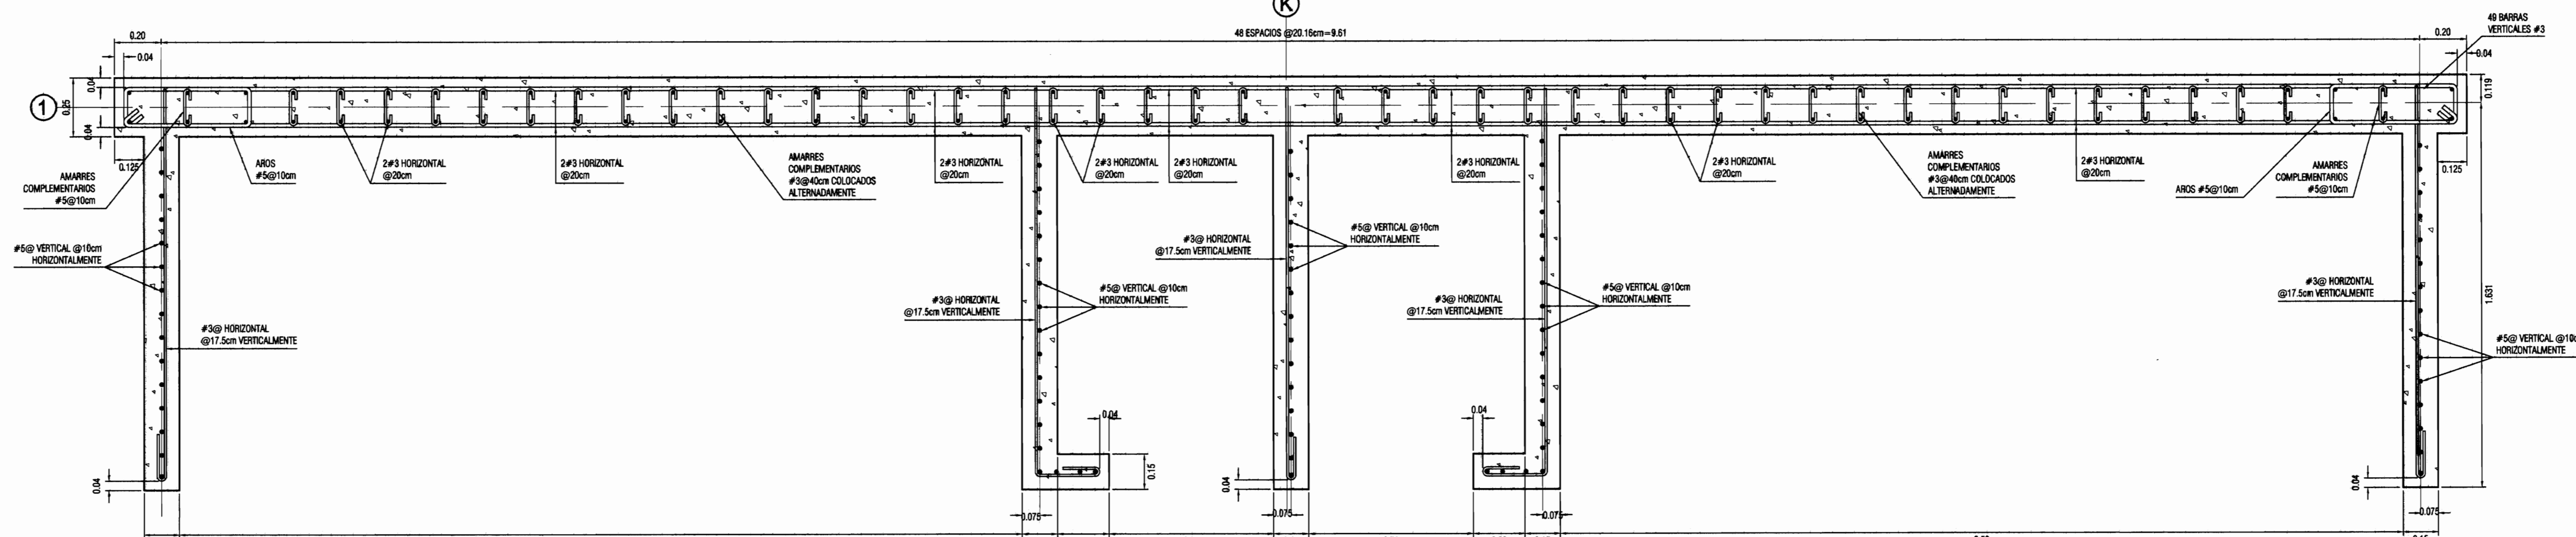 K
49 BARRAS
VERTICALES #3
0.20
48 ESPACIOS @20.16cm=9.61
0.20
0.04
0.04
0.04
0.25
0.04
1
0.119
0.125
AROS
#5@10cm
2#3 HORIZONTAL
@20cm
2#3 HORIZONTAL
@20cm
AMARRES
COMPLEMENTARIOS
#3@40cm COLOCADOS
ALTERNADAMENTE
2#3 HORIZONTAL
@20cm
2#3 HORIZONTAL
@20cm
2#3 HORIZONTAL
@20cm
2#3 HORIZONTAL
@20cm
2#3 HORIZONTAL
@20cm
AMARRES
COMPLEMENTARIOS
#3@40cm COLOCADOS
ALTERNADAMENTE
2#3 HORIZONTAL
@20cm
AROS #5@10cm
AMARRES
COMPLEMENTARIOS
#5@10cm
0.125
AMARRES
COMPLEMENTARIOS
#5@10cm
#5@ VERTICAL @10cm
HORIZONTALMENTE
#3@ HORIZONTAL
@17.5cm VERTICALMENTE
#5@ VERTICAL @10cm
HORIZONTALMENTE
#3@ HORIZONTAL
@17.5cm VERTICALMENTE
#5@ VERTICAL @10cm
HORIZONTALMENTE
#3@ HORIZONTAL
@17.5cm VERTICALMENTE
#5@ VERTICAL @10cm
HORIZONTALMENTE
#3@ HORIZONTAL
@17.5cm VERTICALMENTE
1.631
#3@ HORIZONTAL
@17.5cm VERTICALMENTE
#5@ VERTICAL @10c
HORIZONTALMENTE
0.04
0.04
0.15
0.04
0.04
0.04
0.075
0.075
0.075
0.075
0.15